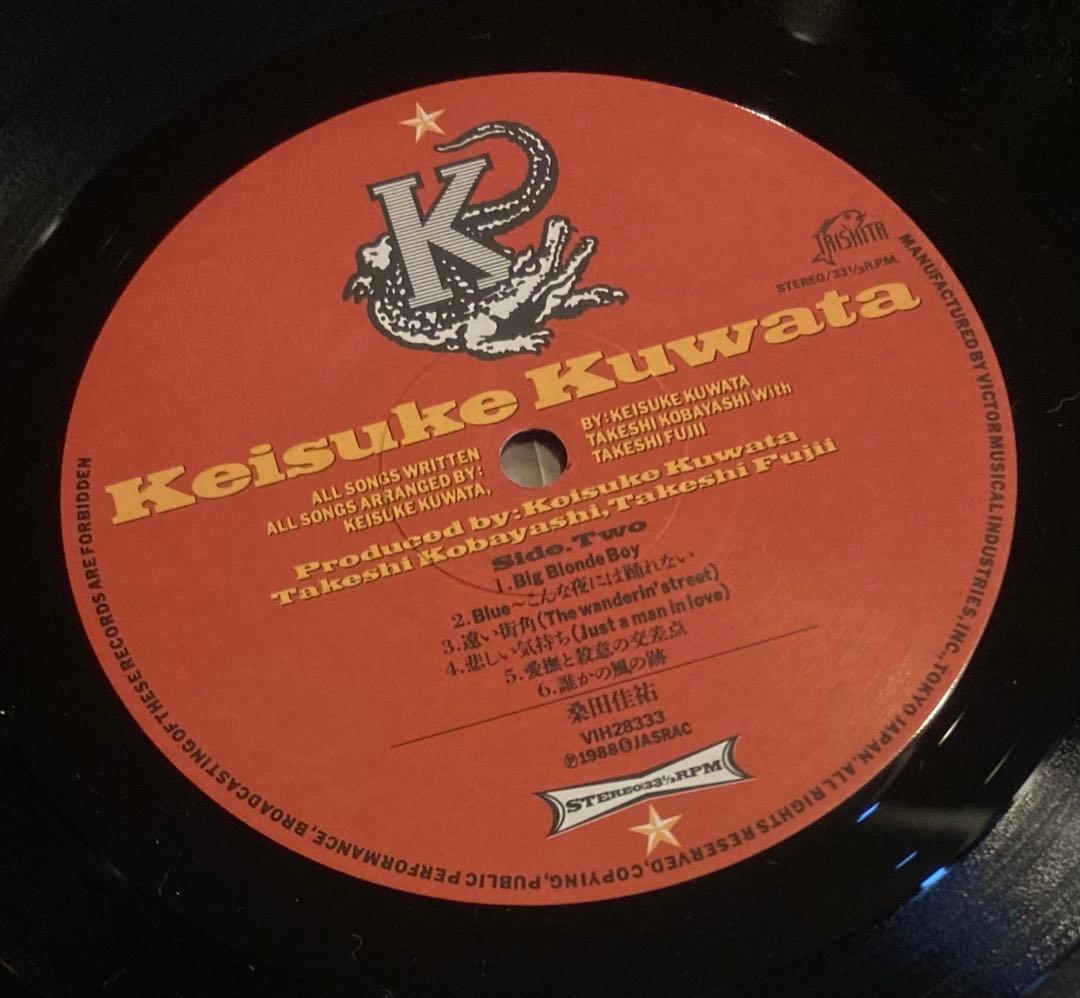 K
TAISHITA
STEREO/33⅓R.P.M.
Keisuke Kuwata
ALL SONGS WRITTEN BY:KEISUKE KUWATA
ALL SONGS ARRANGED BY: TAKESHI KOBAYASHI With
KEISUKE KUWATA, TAKESHI FUJII
Produced by:Keisuke Kuwata
Takeshi Kobayashi,Takeshi Fujii
Side.Two
1.Big Blonde Boy
2.Blue~こんな夜には踊れない
3.遠い街角(The wanderin'street)
4.悲しい気持ち(Just a man in love)
5.愛撫と殺意の交差点
6.誰かの風の跡
桑田佳祐
VIH28333
℗1988ⓄJASRAC
STEREO(33⅓RPM
MANUFACTURED BY VICTOR MUSICAL INDUSTRIES,INC.TOKYO JAPAN.ALL RIGHTS RESERVED,COPYING,PUBLIC PERFORMANCE,BROADCASTING OF THESE RECORDS ARE FORBIDDEN